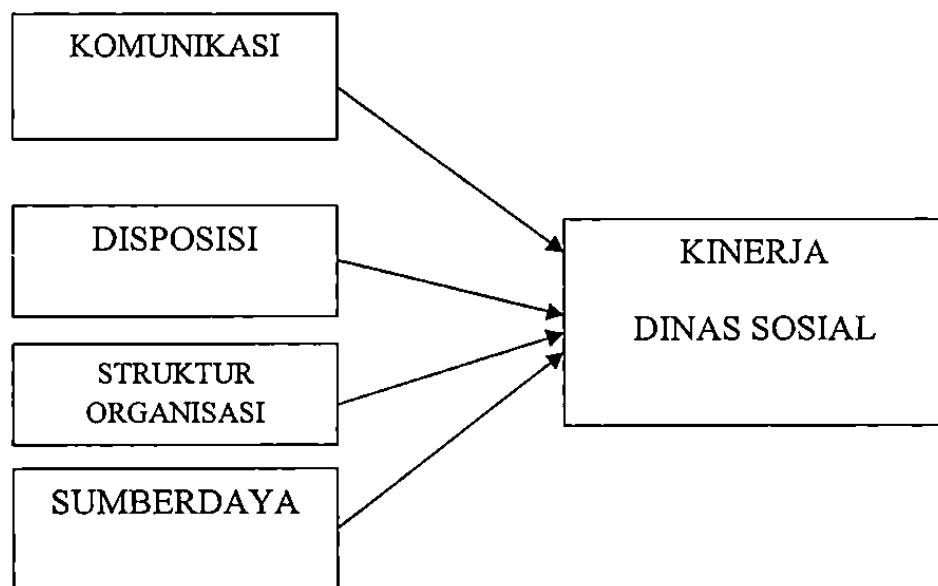 KOMUNIKASI
DISPOSISI
STRUKTUR
ORGANISASI
SUMBERDAYA
KINERJA
DINAS SOSIAL